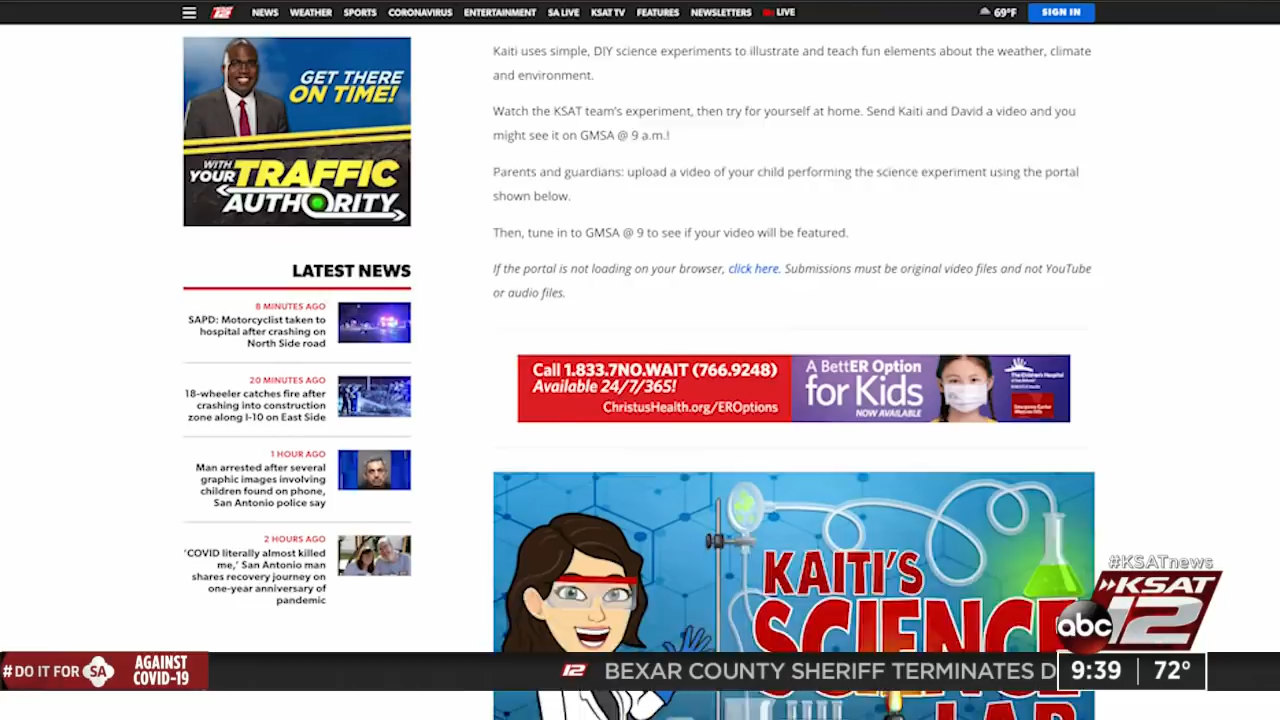 NEWS WEATHER SPORTS CORONAVIRUS ENTERTAINMENT SA LIVE KSAT TV FEATURES NEWSLETTERS LIVE 69°F SIGN IN
GET THERE
ON TIME!
WITH
YOUR TRAFFIC
AUTHORITY
LATEST NEWS
8 MINUTES AGO
SAPD: Motorcyclist taken to
hospital after crashing on
North Side road
20 MINUTES AGO
18-wheeler catches fire after
crashing into construction
zone along I-10 on East Side
1 HOUR AGO
Man arrested after several
graphic images involving
children found on phone,
San Antonio police say
2 HOURS AGO
'COVID literally almost killed
me,' San Antonio man
shares recovery journey on
one-year anniversary of
pandemic
Kaiti uses simple, DIY science experiments to illustrate and teach fun elements about the weather, climate
and environment.
Watch the KSAT team's experiment, then try for yourself at home. Send Kaiti and David a video and you
might see it on GMSA @ 9 a.m.!
Parents and guardians: upload a video of your child performing the science experiment using the portal
shown below.
Then, tune in to GMSA @ 9 to see if your video will be featured.
If the portal is not loading on your browser, click here. Submissions must be original video files and not YouTube
or audio files.
Call 1.833.7NO.WAIT (766.9248)
Available 24/7/365!
ChristusHealth.org/EROptions
A BettER Option
for Kids
NOW AVAILABLE
KAITI'S
SCIENCE
LAB
#KSATnews
KSAT
abc 12
#DO IT FOR SA AGAINST
COVID-19
12 BEXAR COUNTY SHERIFF TERMINATES D
9:39 72°